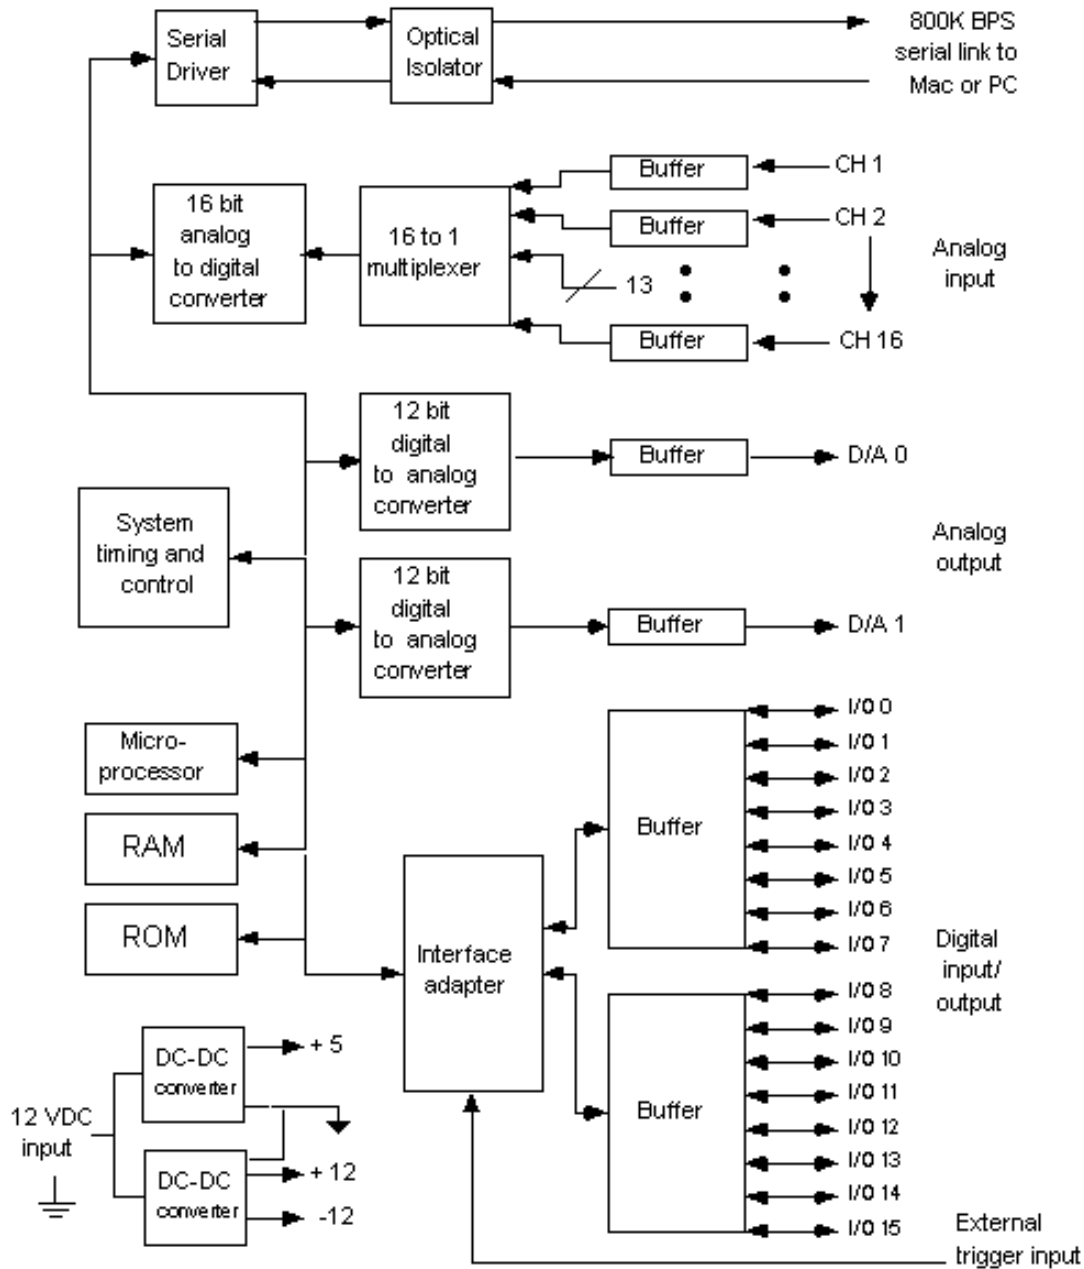 Serial
Driver
Optical
Isolator
800K BPS
serial link to
Mac or PC
16 bit
analog
to digital
converter
16 to 1
multiplexer
Buffer
CH 1
Buffer
CH 2
13
Buffer
CH 16
Analog
input
12 bit
digital
to analog
converter
Buffer
D/A 0
System
timing and
control
Analog
output
12 bit
digital
to analog
converter
Buffer
D/A 1
Micro-
processor
RAM
ROM
Interface
adapter
Buffer
I/O 0
I/O 1
I/O 2
I/O 3
I/O 4
I/O 5
I/O 6
I/O 7
Digital
input/
output
Buffer
I/O 8
I/O 9
I/O 10
I/O 11
I/O 12
I/O 13
I/O 14
I/O 15
12 VDC
input
DC-DC
converter
+ 5
DC-DC
converter
+ 12
-12
External
trigger input